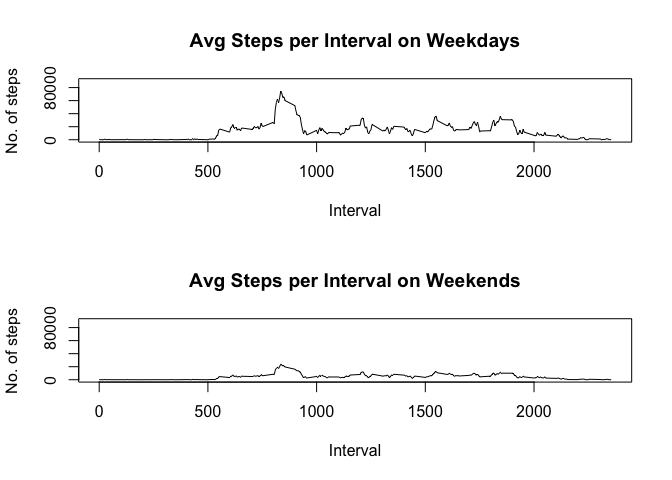 Avg Steps per Interval on Weekdays
No. of steps
80000
0
0 500 1000 1500 2000
Interval
Avg Steps per Interval on Weekends
No. of steps
80000
0
0 500 1000 1500 2000
Interval